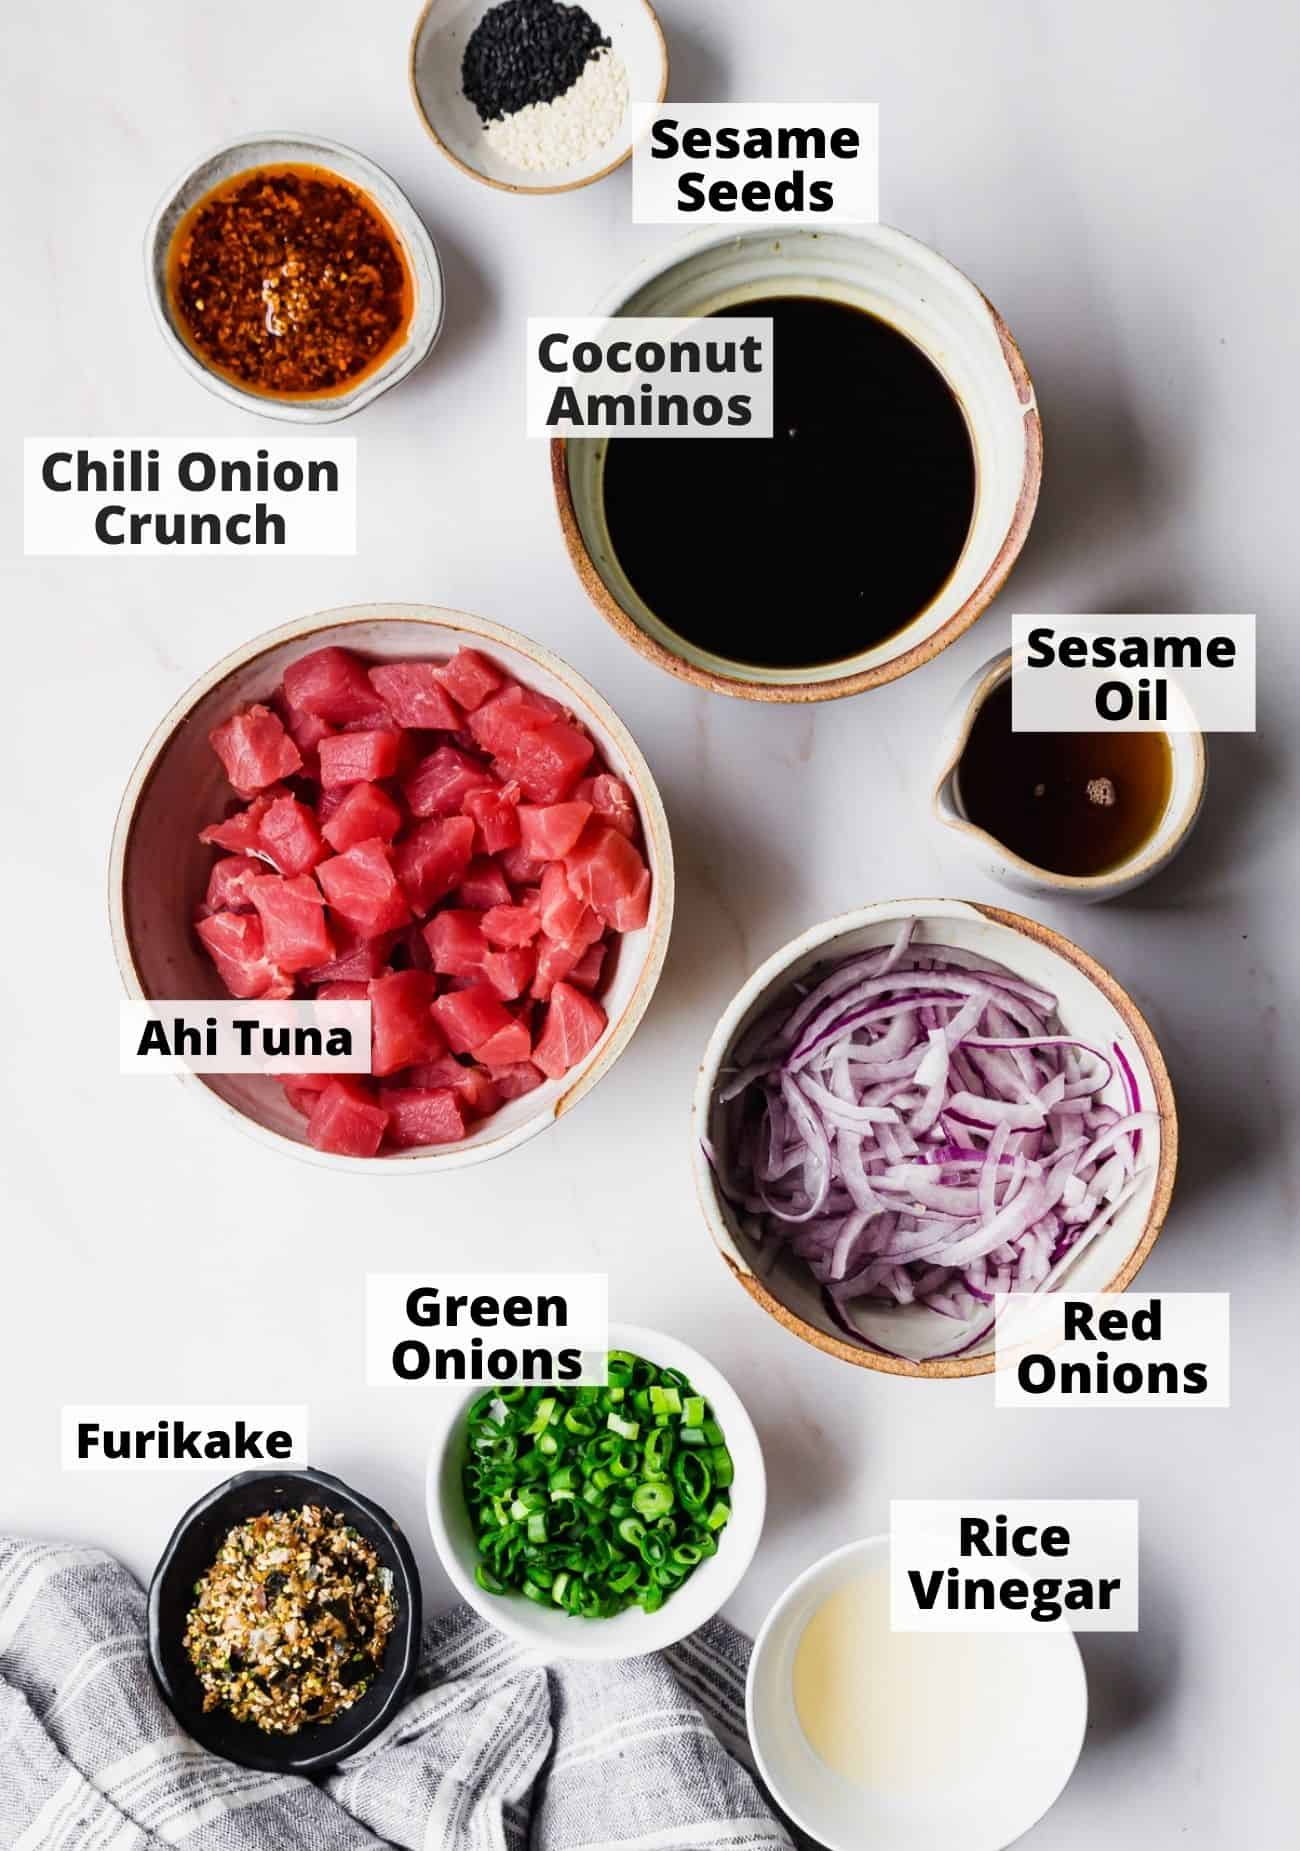 Sesame
Seeds
Coconut
Aminos
Chili Onion
Crunch
Sesame
Oil
Ahi Tuna
Green
Onions
Red
Onions
Furikake
Rice
Vinegar